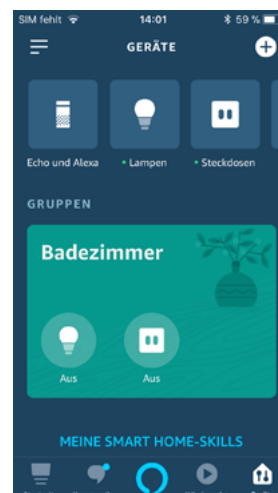 SIM fehlt 14:01 59 %
GERÄTE
Echo und Alexa • Lampen • Steckdosen
GRUPPEN
Badezimmer
Aus Aus
MEINE SMART HOME-SKILLS